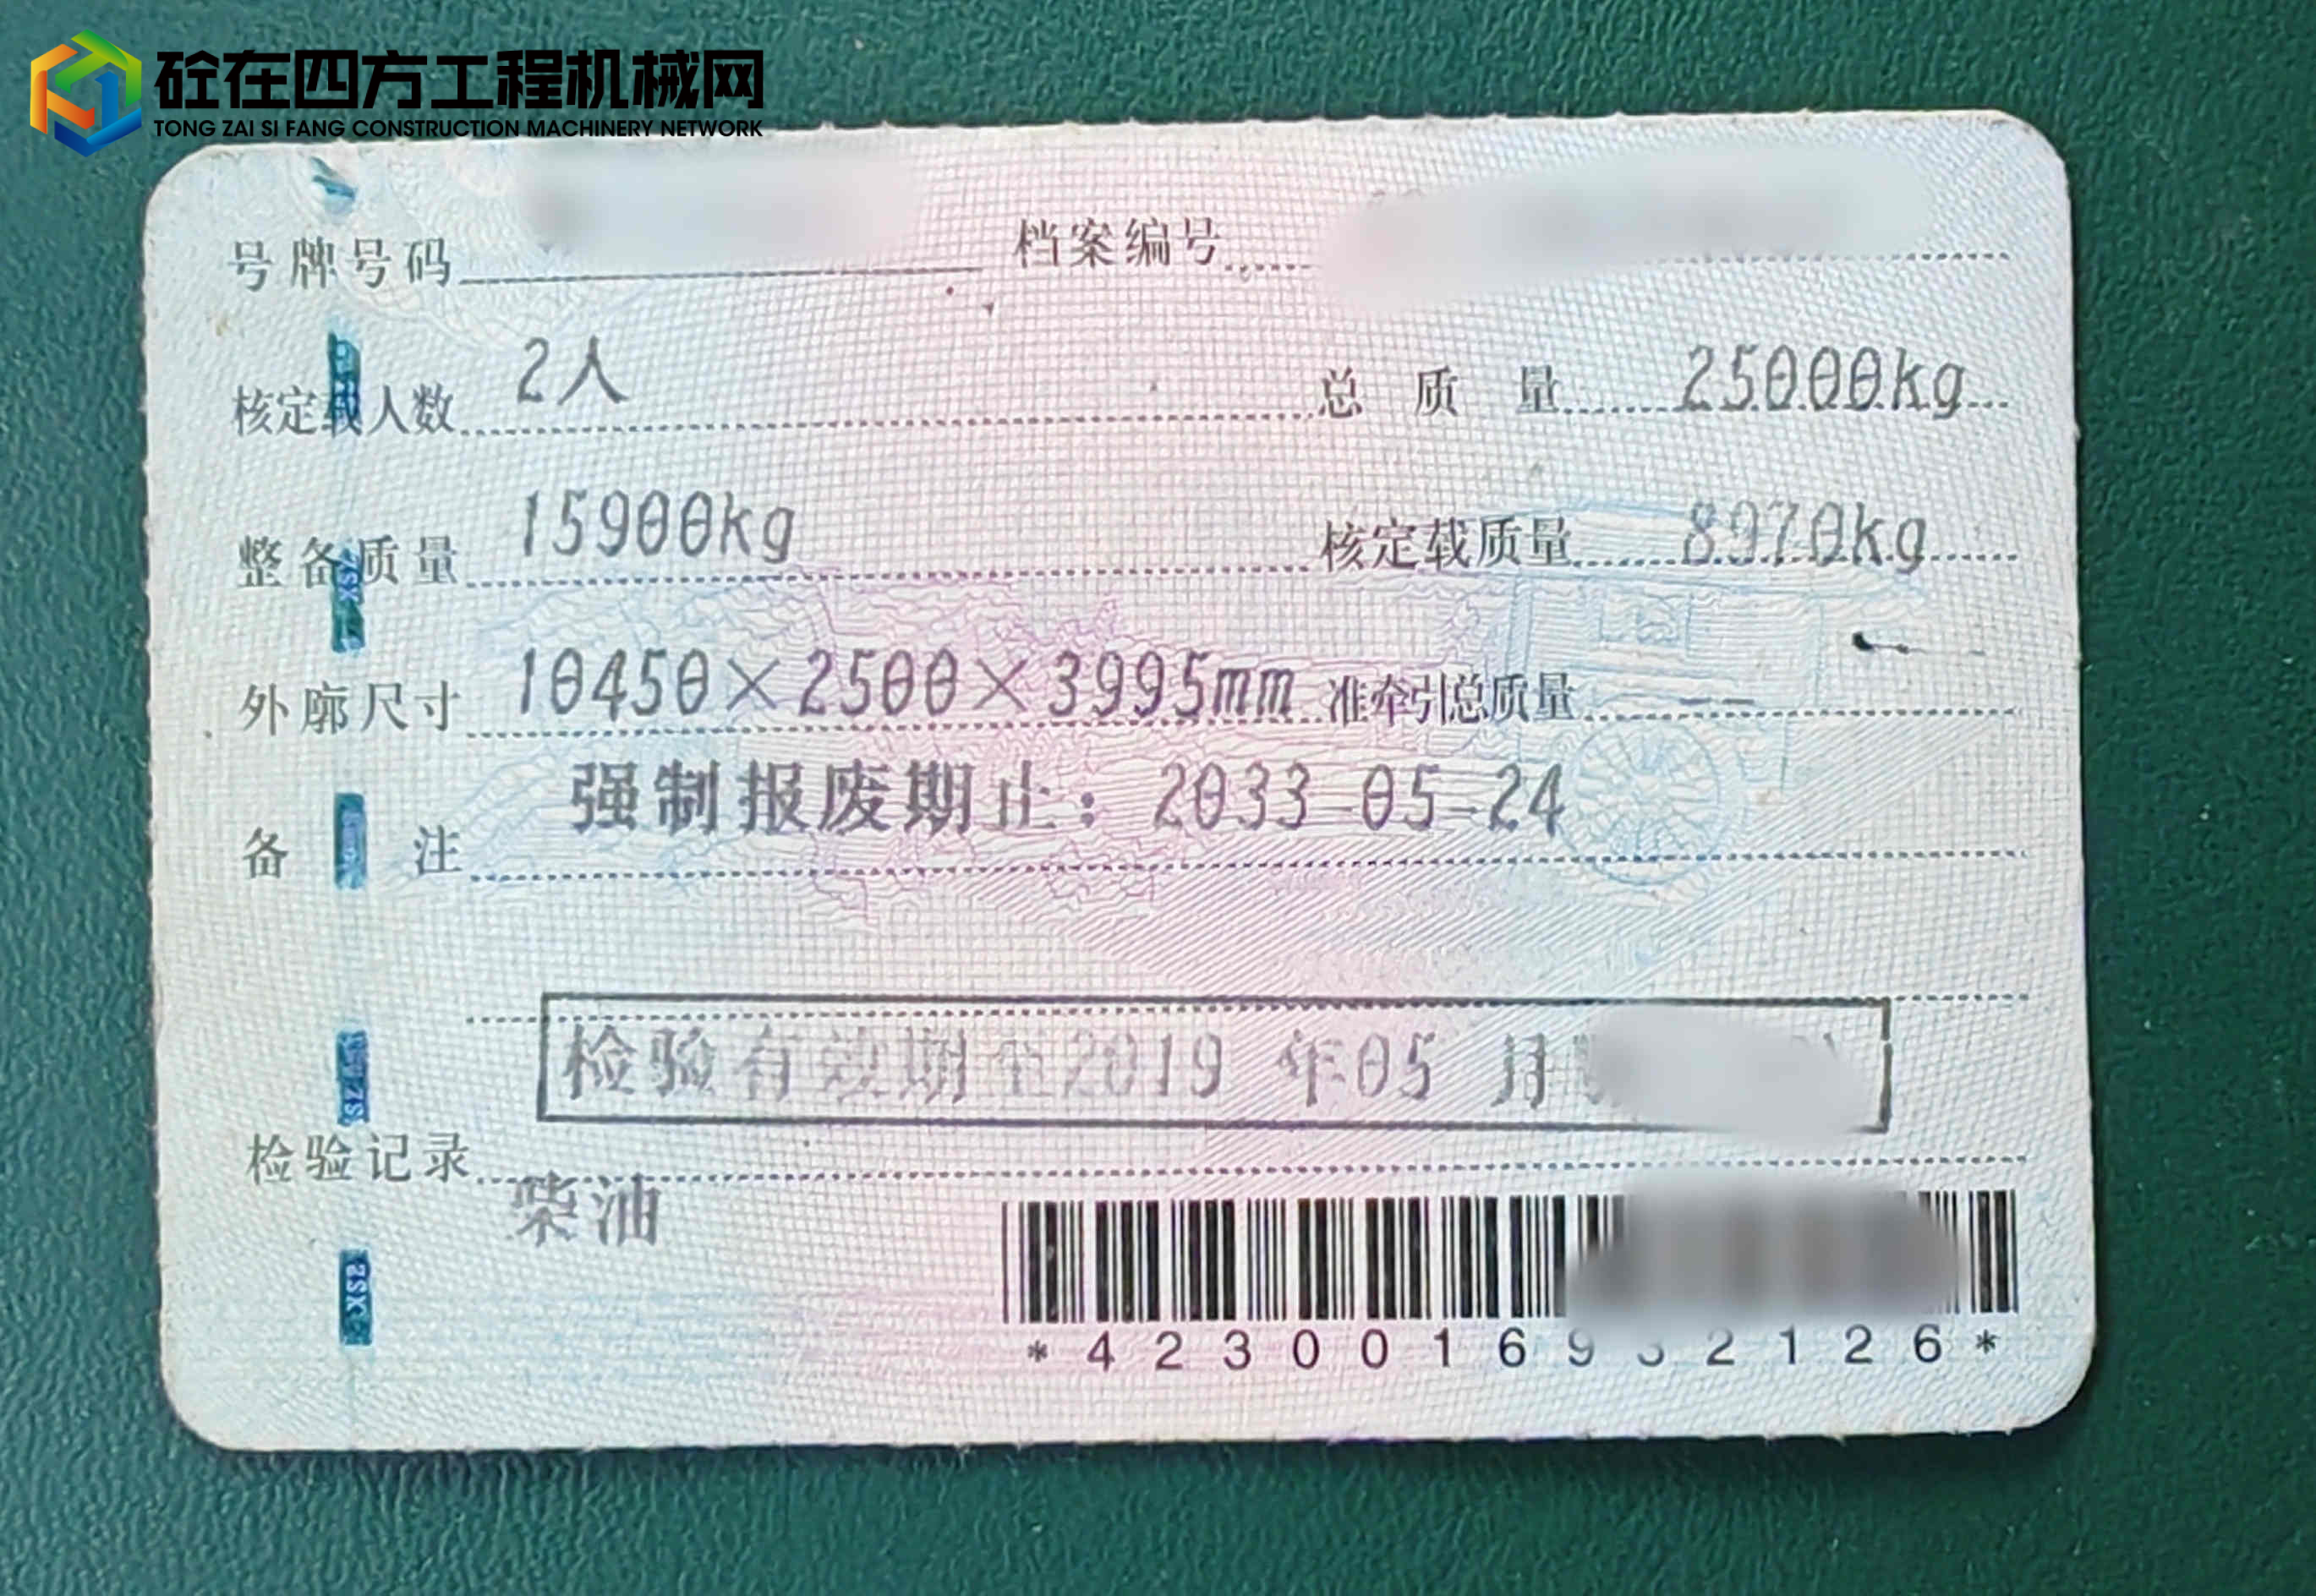 砼在四方工程机械网
TONG ZAI SI FANG CONSTRUCTION MACHINERY NETWORK
号牌号码 档案编号
核定载人数 2人 总质量 25000kg
整备质量 15900kg 核定载质量 8970kg
外廓尺寸 10450×2500×3995mm 准牵引总质量 --
备注 强制报废期止：2033-05-24
检验有效期至2019 年05 月
检验记录
柴油
*4230016932126*